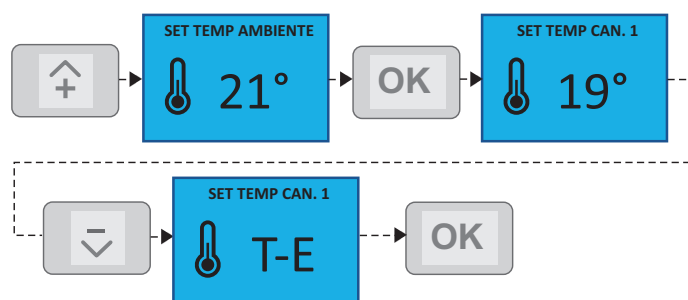 SET TEMP AMBIENTE
21°
+
OK
SET TEMP CAN. 1
19°
-
SET TEMP CAN. 1
T-E
OK